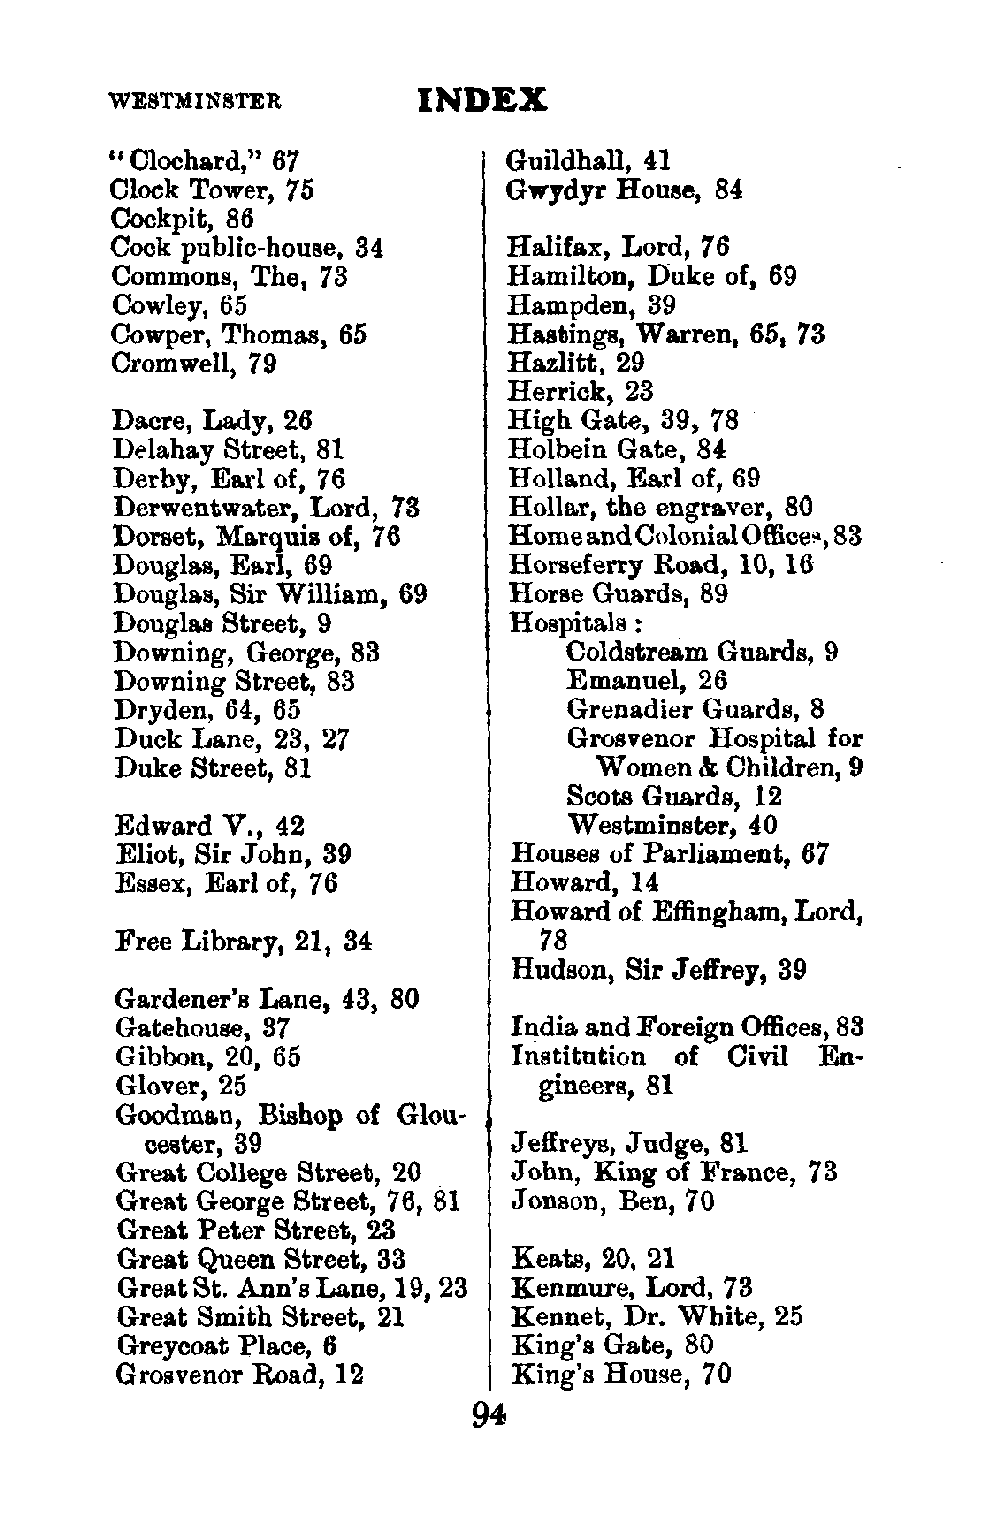 WESTMINSTER INDEX
"Clochard," 67
Clock Tower, 75
Cockpit, 86
Cock public-house, 34
Commons, The, 73
Cowley, 65
Cowper, Thomas, 65
Cromwell, 79
Dacre, Lady, 26
Delahay Street, 81
Derby, Earl of, 76
Derwentwater, Lord, 73
Dorset, Marquis of, 76
Douglas, Earl, 69
Douglas, Sir William, 69
Douglas Street, 9
Downing, George, 83
Downing Street, 83
Dryden, 64, 65
Duck Lane, 23, 27
Duke Street, 81
Edward V., 42
Eliot, Sir John, 39
Essex, Earl of, 76
Free Library, 21, 34
Gardener's Lane, 43, 80
Gatehouse, 37
Gibbon, 20, 65
Glover, 25
Goodman, Bishop of Glou-
cester, 39
Great College Street, 20
Great George Street, 76, 81
Great Peter Street, 23
Great Queen Street, 33
Great St. Ann's Lane, 19, 23
Great Smith Street, 21
Greycoat Place, 6
Grosvenor Road, 12
Guildhall, 41
Gwydyr House, 84
Halifax, Lord, 76
Hamilton, Duke of, 69
Hampden, 39
Hastings, Warren, 65, 73
Hazlitt, 29
Herrick, 23
High Gate, 39, 78
Holbein Gate, 84
Holland, Earl of, 69
Hollar, the engraver, 80
Home and Colonial Offices, 83
Horseferry Road, 10, 16
Horse Guards, 89
Hospitals :
Coldstream Guards, 9
Emanuel, 26
Grenadier Guards, 8
Grosvenor Hospital for
Women & Children, 9
Scots Guards, 12
Westminster, 40
Houses of Parliament, 67
Howard, 14
Howard of Effingham, Lord,
78
Hudson, Sir Jeffrey, 39
India and Foreign Offices, 83
Institution of Civil En-
gineers, 81
Jeffreys, Judge, 81
John, King of France, 73
Jonson, Ben, 70
Keats, 20, 21
Kenmure, Lord, 73
Kennet, Dr. White, 25
King's Gate, 80
King's House, 70
94